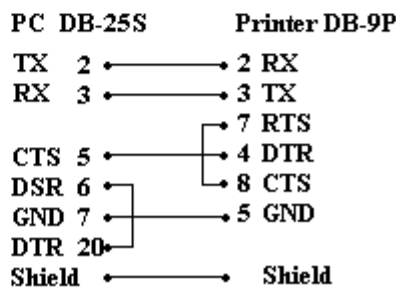 PC DB-25S Printer DB-9P
TX 2 2 RX
RX 3 3 TX
7 RTS
CTS 5 4 DTR
DSR 6 8 CTS
GND 7 5 GND
DTR 20
Shield Shield